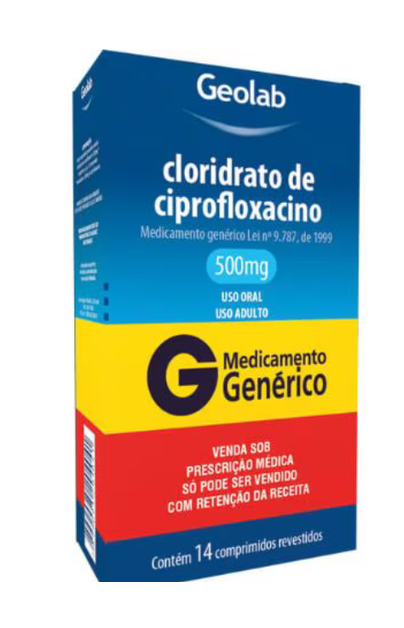 Geolab
cloridrato de
ciprofloxacino
Medicamento genérico Lei nº 9.787, de 1999
500mg
USO ORAL
USO ADULTO
G Medicamento
Genérico
VENDA SOB
PRESCRIÇÃO MÉDICA
SÓ PODE SER VENDIDO
COM RETENÇÃO DA RECEITA
Contém 14 comprimidos revestidos